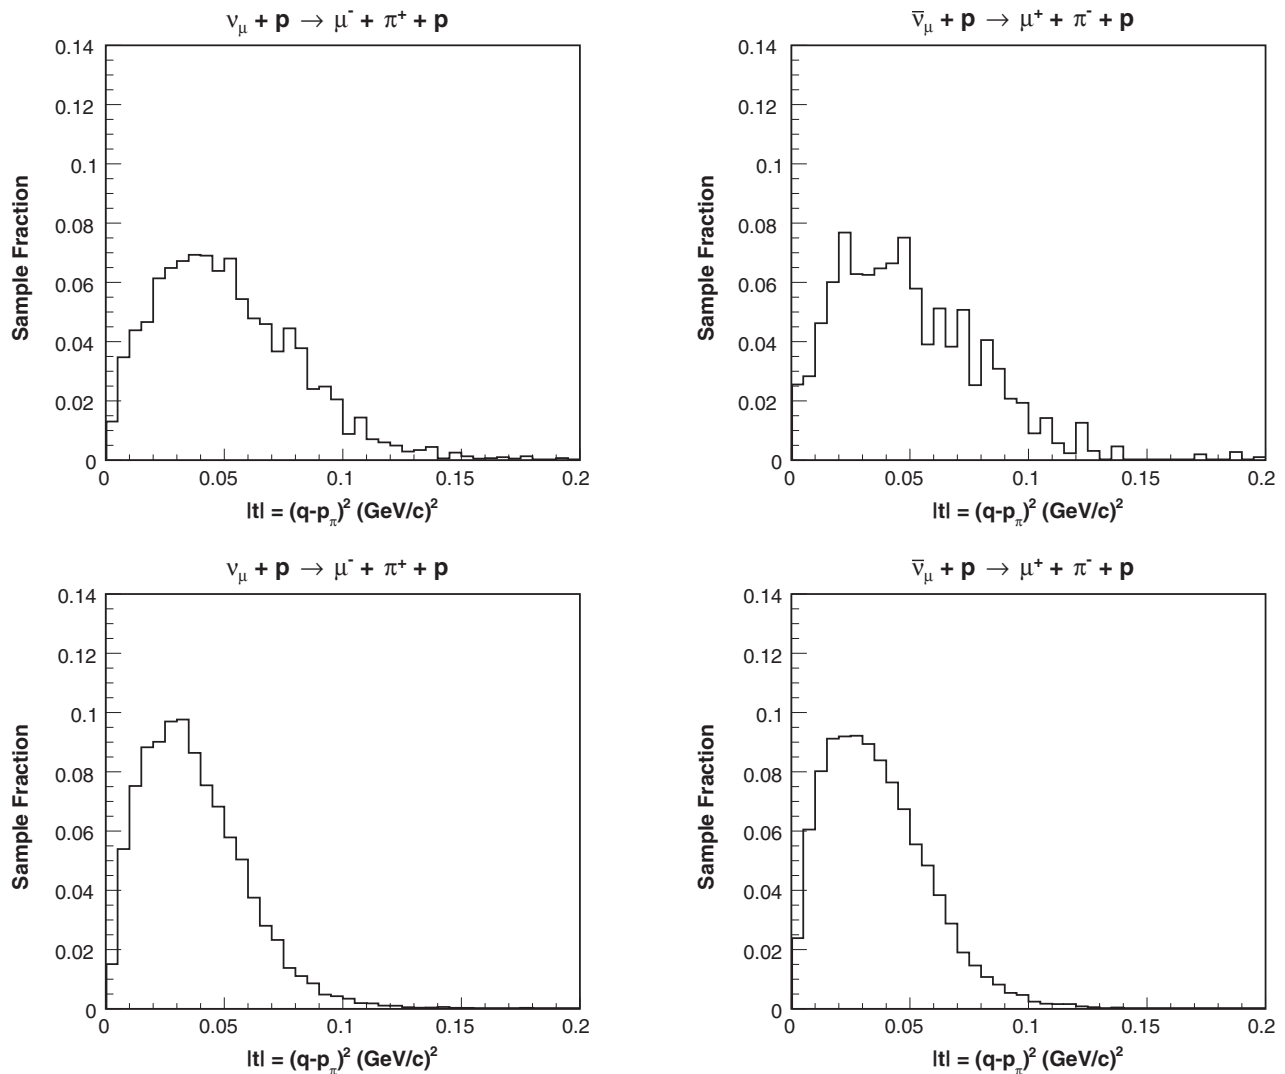 ν_μ + p → μ⁻ + π⁺ + p
0.14
0.12
0.1
0.08
0.06
0.04
0.02
0
Sample Fraction
0 0.05 0.1 0.15 0.2
|t| = (q-p_π)² (GeV/c)²
ν̅_μ + p → μ⁺ + π⁻ + p
0.14
0.12
0.1
0.08
0.06
0.04
0.02
0
Sample Fraction
0 0.05 0.1 0.15 0.2
|t| = (q-p_π)² (GeV/c)²
ν_μ + p → μ⁻ + π⁺ + p
0.14
0.12
0.1
0.08
0.06
0.04
0.02
0
Sample Fraction
0 0.05 0.1 0.15 0.2
|t| = (q-p_π)² (GeV/c)²
ν̅_μ + p → μ⁺ + π⁻ + p
0.14
0.12
0.1
0.08
0.06
0.04
0.02
0
Sample Fraction
0 0.05 0.1 0.15 0.2
|t| = (q-p_π)² (GeV/c)²